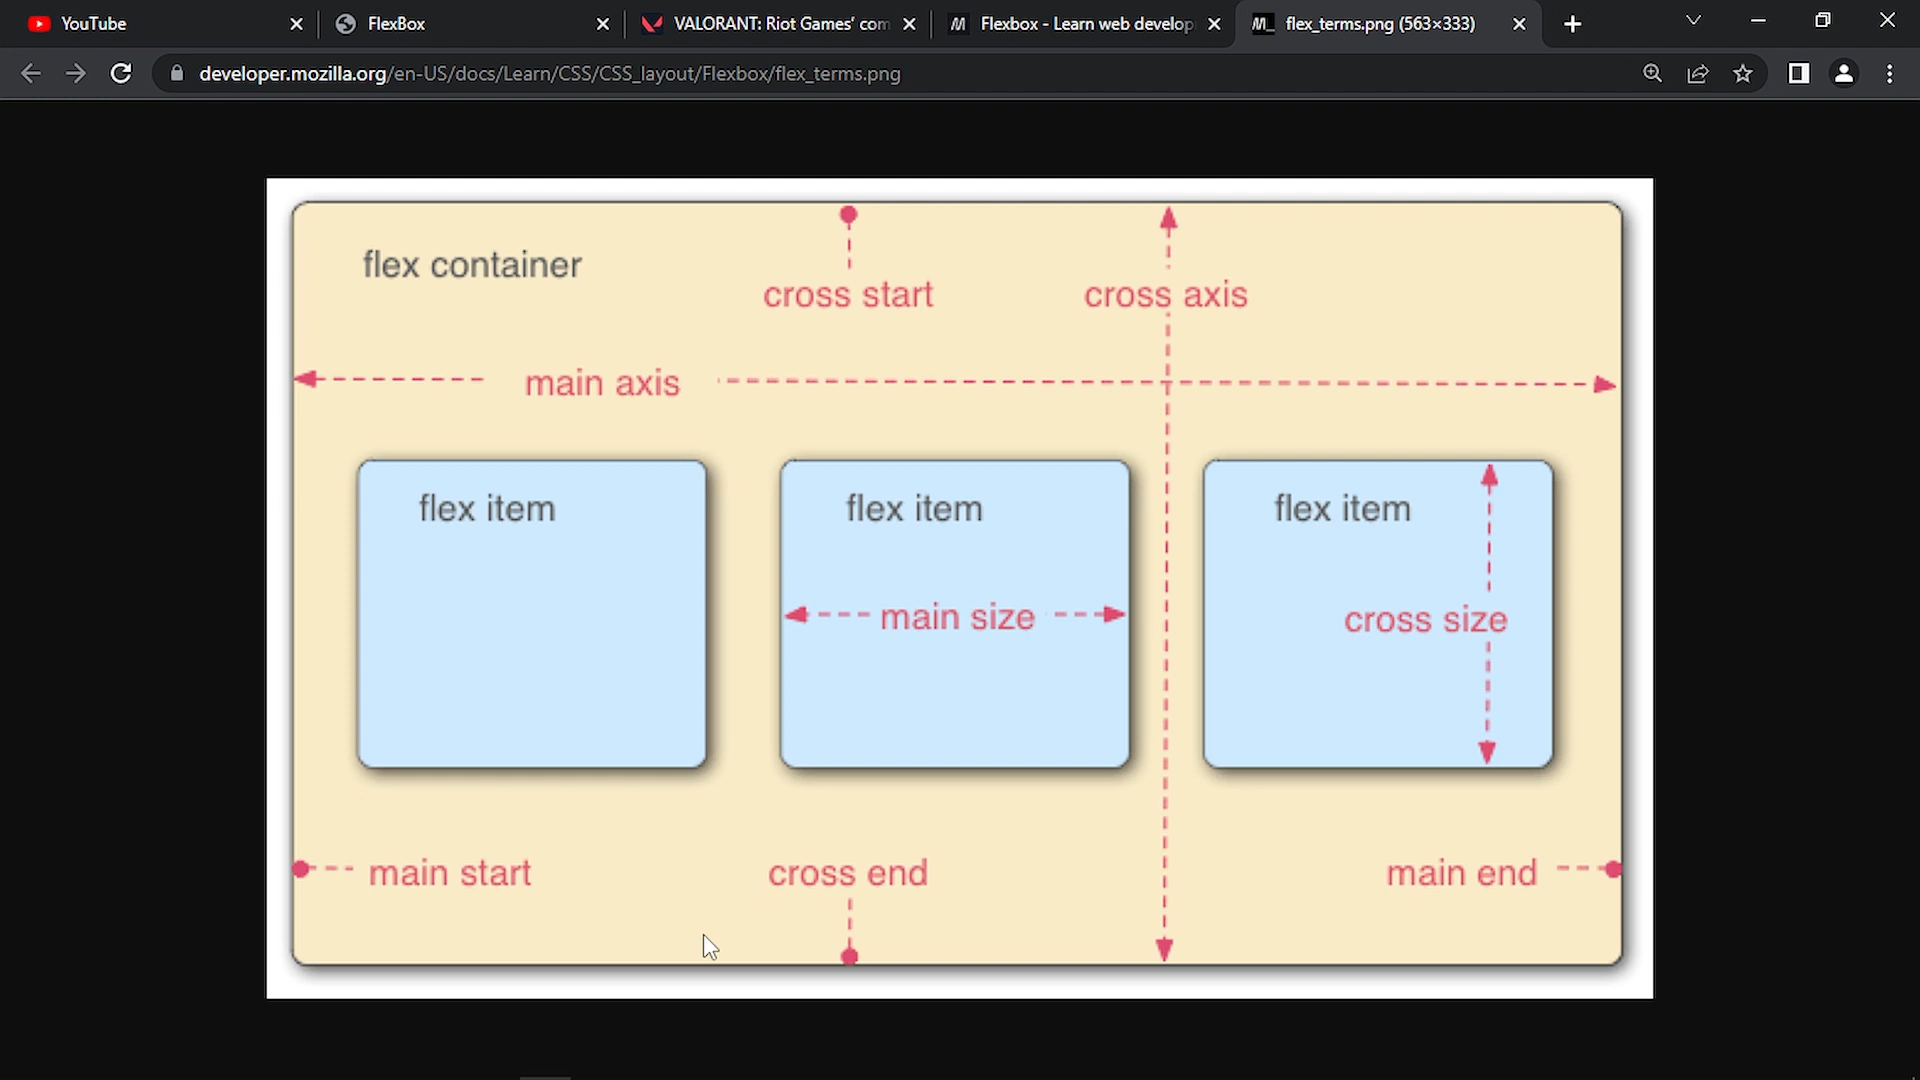 YouTube
FlexBox
VALORANT: Riot Games' com
Flexbox - Learn web develop
flex_terms.png (563×333)
developer.mozilla.org/en-US/docs/Learn/CSS/CSS_layout/Flexbox/flex_terms.png
flex container
cross start
cross axis
main axis
flex item
flex item
flex item
main size
cross size
main start
cross end
main end